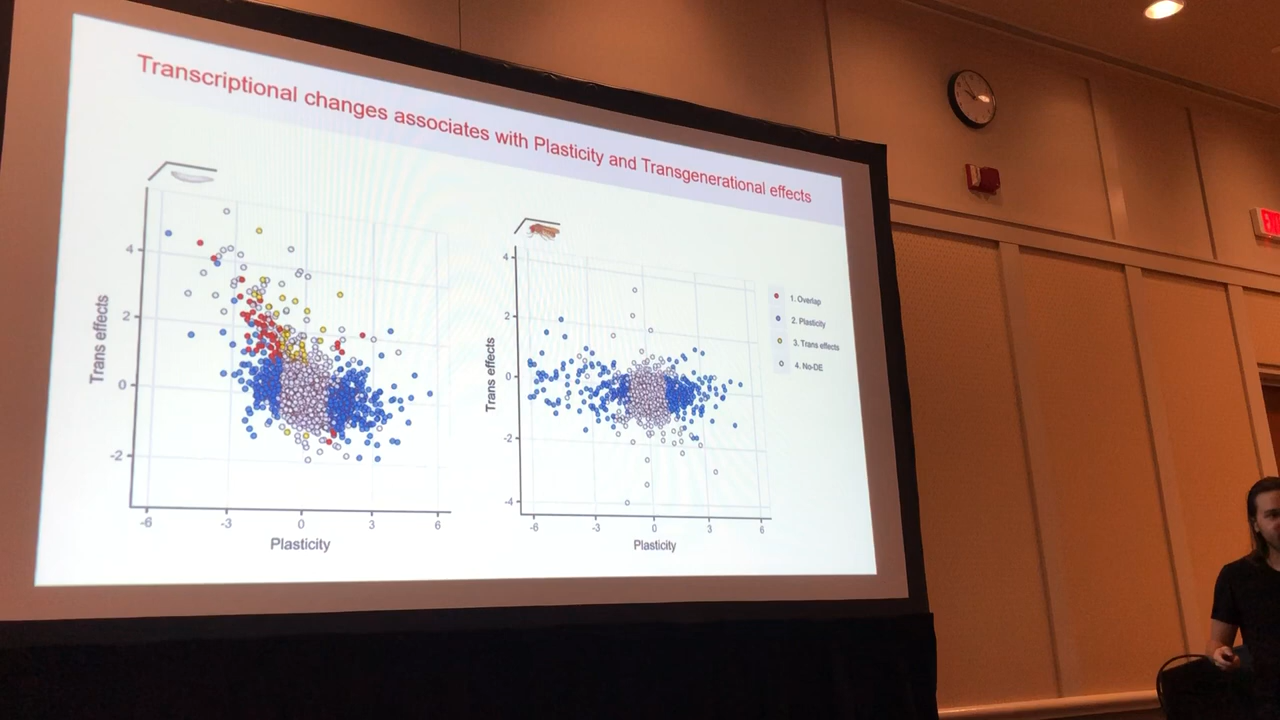 Transcriptional changes associates with Plasticity and Transgenerational effects
4
2
0
-2
Trans effects
-6
-3
0
3
6
Plasticity
4
2
0
-2
-4
Trans effects
-6
-3
0
3
6
Plasticity
1. Overlap
2. Plasticity
3. Trans effects
4. No-DE